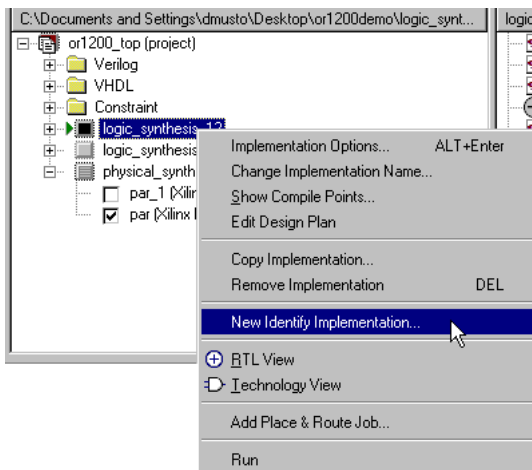 C:\Documents and Settings\dmusto\Desktop\or1200demo\logic_synt...
logic
or1200_top (project)
Verilog
VHDL
Constraint
logic_synthesis_12
logic_synthesis
physical_synth
par_1 (Xilin
par (Xilinx
Implementation Options... ALT+Enter
Change Implementation Name...
Show Compile Points...
Edit Design Plan
Copy Implementation...
Remove Implementation DEL
New Identify Implementation...
RTL View
Technology View
Add Place & Route Job...
Run